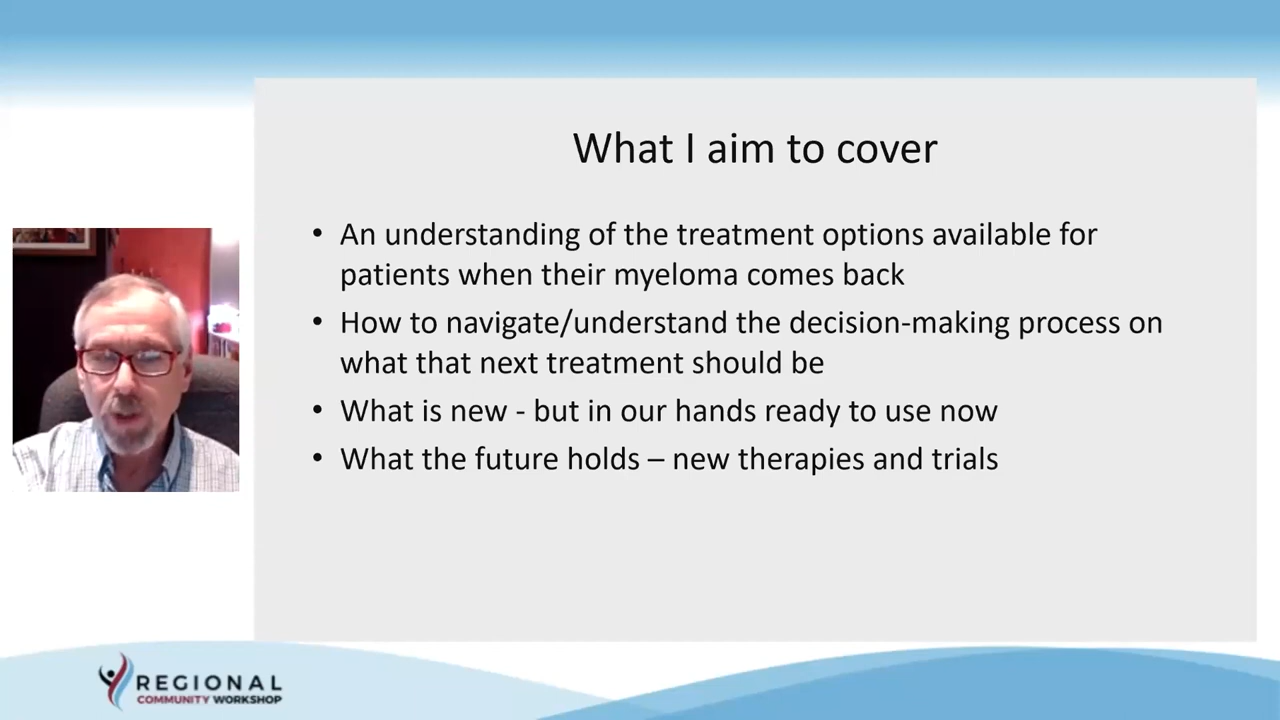 What I aim to cover
• An understanding of the treatment options available for
patients when their myeloma comes back
• How to navigate/understand the decision-making process on
what that next treatment should be
• What is new - but in our hands ready to use now
• What the future holds – new therapies and trials
REGIONAL
COMMUNITY WORKSHOP